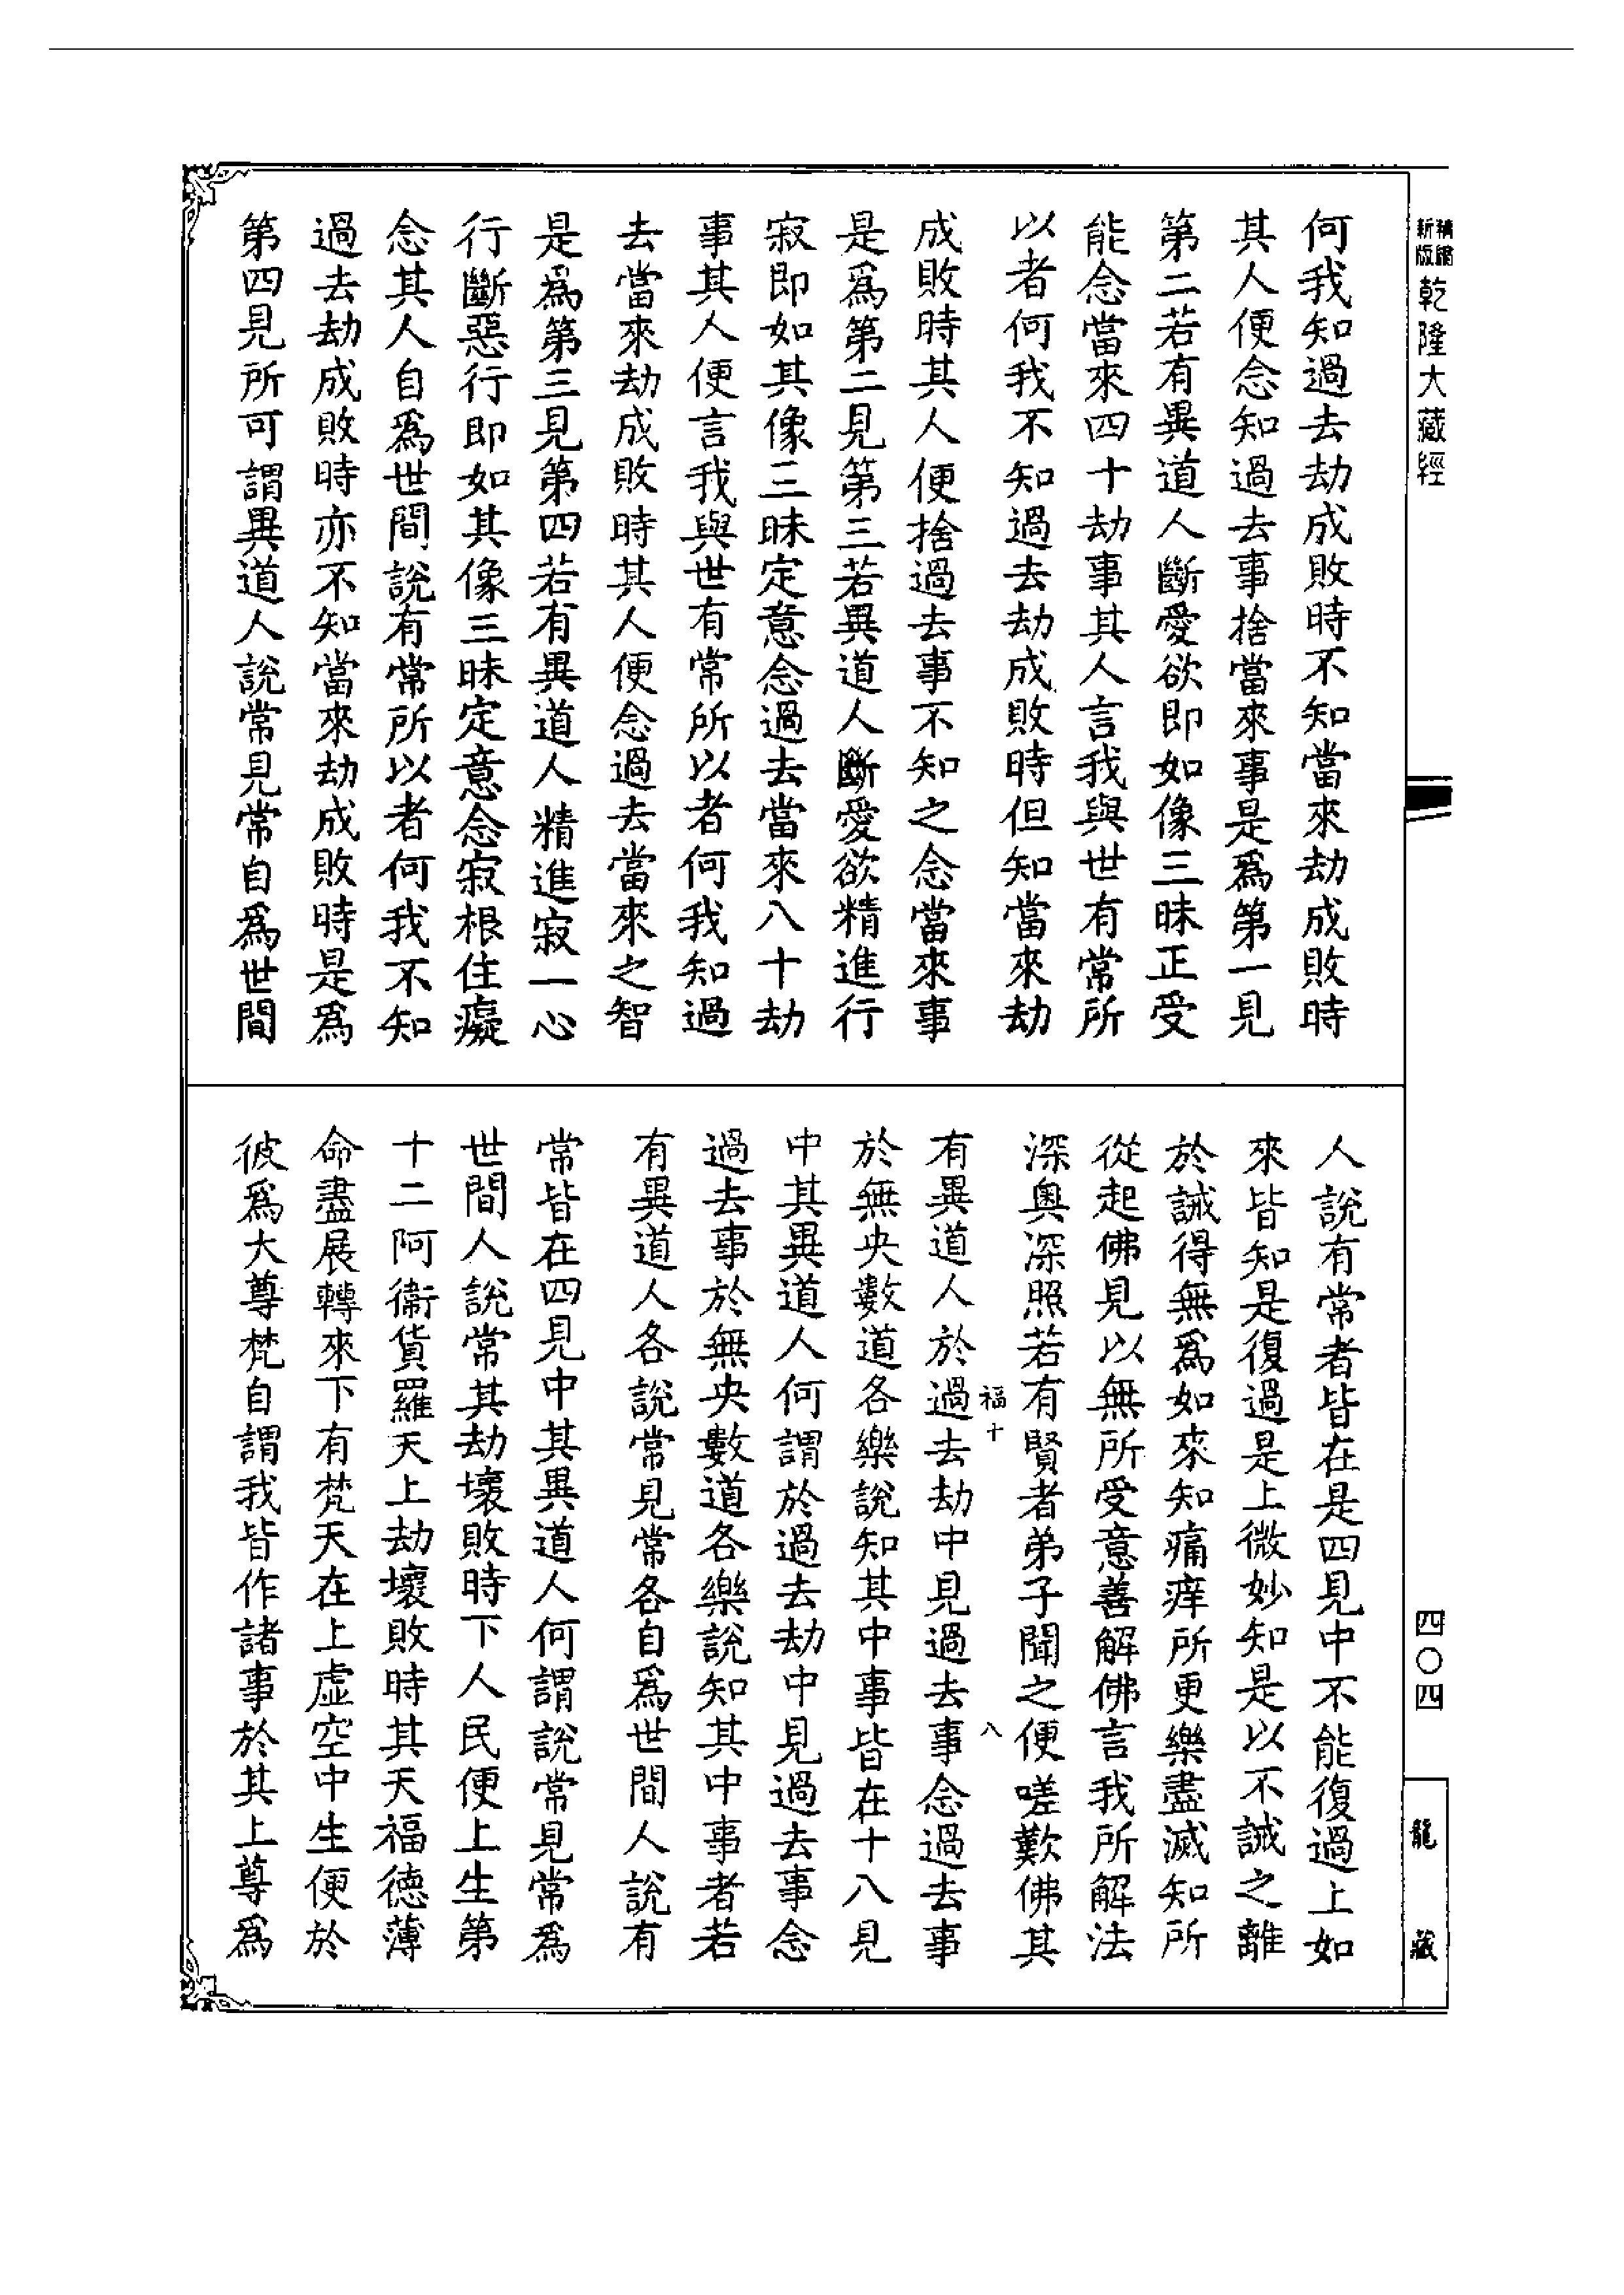 新版精縮乾隆大藏經
何我知過去劫成敗時不知當來劫成敗時
其人便念知過去事捨當來事是爲第一見
第二若有異道人斷愛欲即如像三昧正受
能念當來四十劫事其人言我與世有常所
以者何我不知過去劫成敗時但知當來劫
成敗時其人便捨過去事不知之念當來事
是爲第二見第三若異道人斷愛欲精進行
寂即如其像三昧定意念過去當來八十劫
事其人便言我與世有常所以者何我知過
去當來劫成敗時其人便念過去當來之智
是爲第三見第四若有異道人精進寂一心
行斷惡行即如其像三昧定意念寂根住癡
念其人自爲世間說有常所以者何我不知
過去劫成敗時亦不知當來劫成敗時是爲
第四見所可謂異道人說常見常自爲世間
人說有常者皆在是四見中不能復過上如
來皆知是復過是上微妙知是以不誡之離
於誡得無爲如來知痛痒所更樂盡滅知所
從起佛見以無所受意善解佛言我所解法
深奧深照若有賢者弟子聞之便嗟歎佛其
福十
八
有異道人於過去劫中見過去事念過去事
於無央數道各樂說知其中事皆在十八見
中其異道人何謂於過去劫中見過去事念
過去事於無央數道各樂說知其中事者若
有異道人各說常見常各自爲世間人說有
常皆在四見中其異道人何謂說常見常爲
世間人說常其劫壞敗時下人民便上生第
十二阿衞貨羅天上劫壞敗時其天福德薄
命盡展轉來下有梵天在上虛空中生便於
彼爲大尊梵自謂我皆作諸事於其上尊爲
四〇四
龍藏